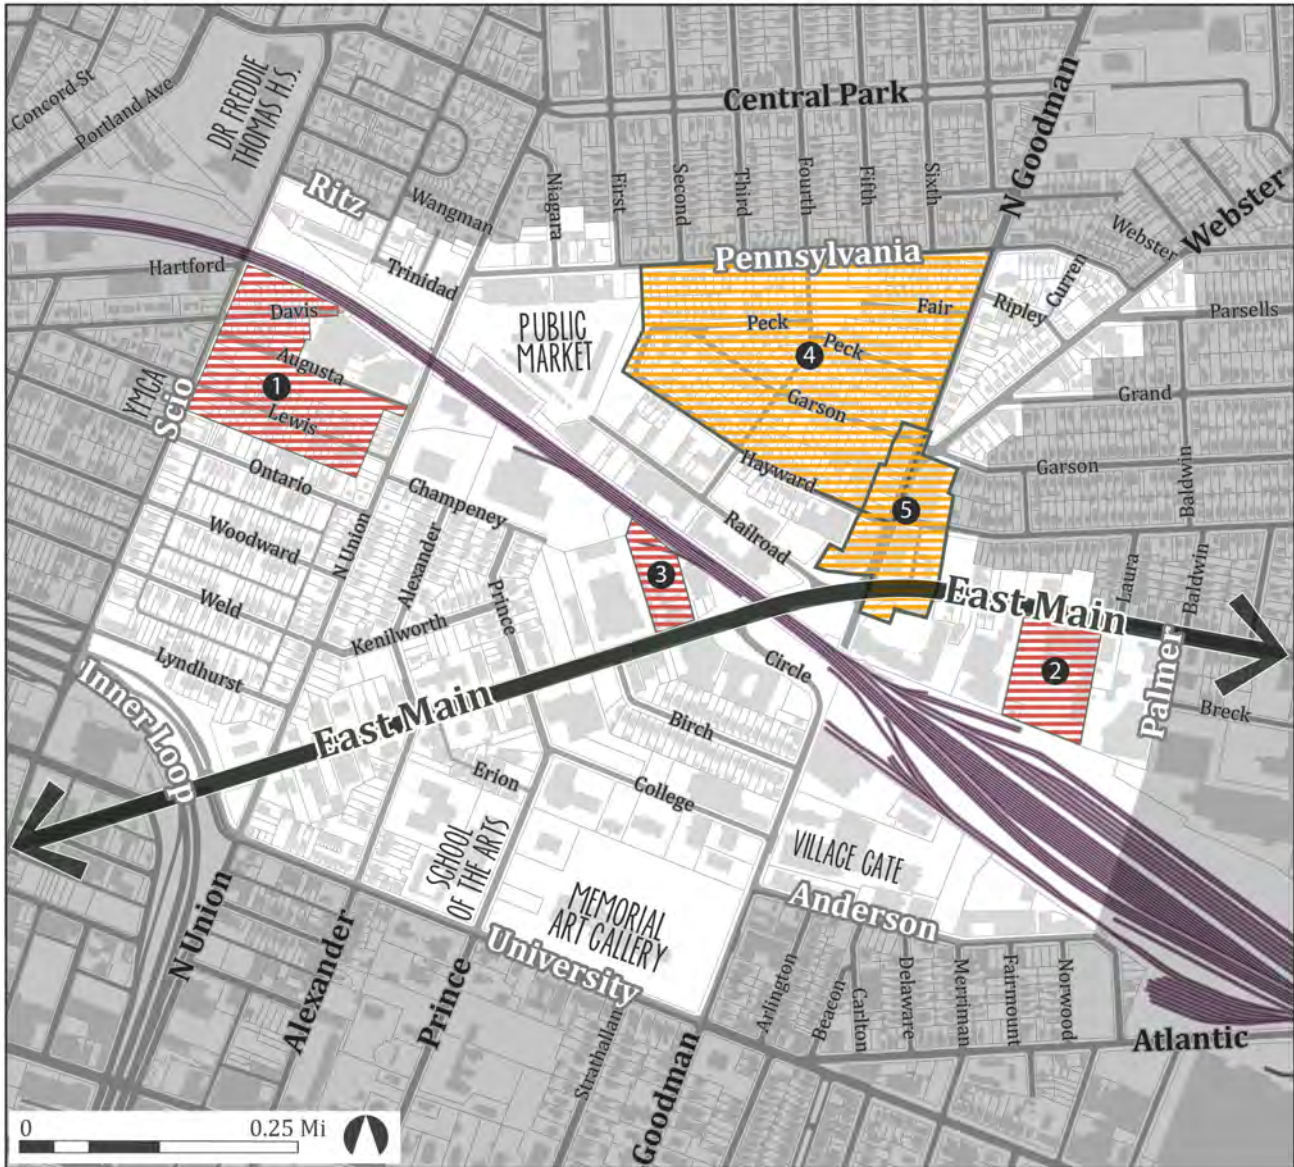 Concord St
Portland Ave
DR FREDDIE
THOMAS H.S.
Central Park
N Goodman
Ritz
Wangman
Niagara
First
Second
Third
Fourth
Fifth
Sixth
Webster
Webster
Hartford
Trinidad
Pennsylvania
Curren
Ripley
Parsells
Davis
PUBLIC
MARKET
Peck
Fair
Peck
4
Augusta
1
YMCA
Scio
Lewis
Garson
Grand
Ontario
Hayward
Garson
Baldwin
Champeney
Woodward
N Union
Alexander
Railroad
5
Prince
3
Weld
Kenilworth
Laura
Baldwin
East Main
Lyndhurst
Circle
2
Palmer
Inner Loop
East Main
Birch
Breck
Erion
College
SCHOOL
OF THE ARTS
VILLAGE GATE
MEMORIAL
ART GALLERY
Anderson
N Union
Alexander
Prince
University
Arlington
Beacon
Carlton
Delaware
Merriman
Fairmount
Norwood
Strathallan
Goodman
Atlantic
0
0.25 Mi